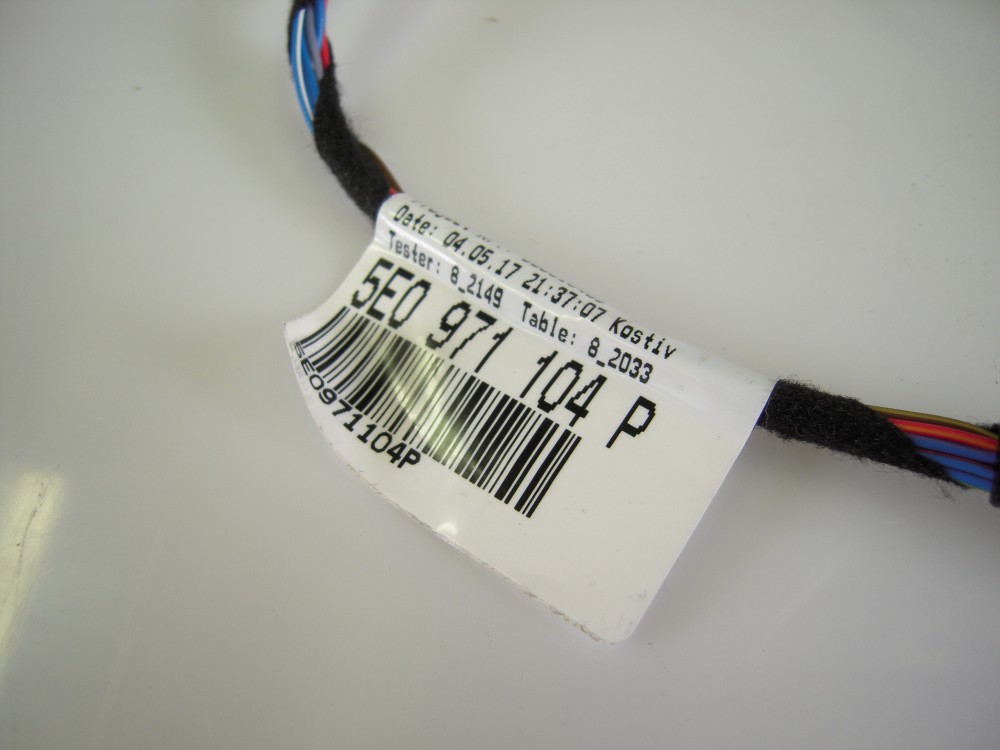 Date: 04.05.17 21:37:07 Kostiv
Tester: 8_2149 Table: 8_2033
5E0 971 104 P
5E0971104P